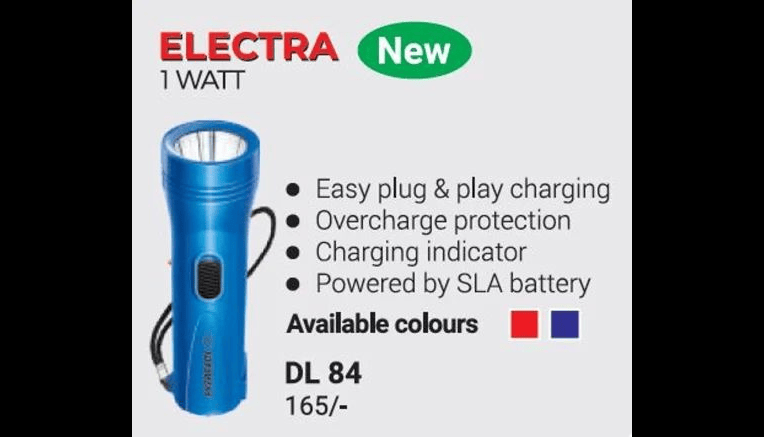 ELECTRA New
1 WATT
• Easy plug & play charging
• Overcharge protection
• Charging indicator
• Powered by SLA battery
Available colours
EVEREADY
DL 84
165/-